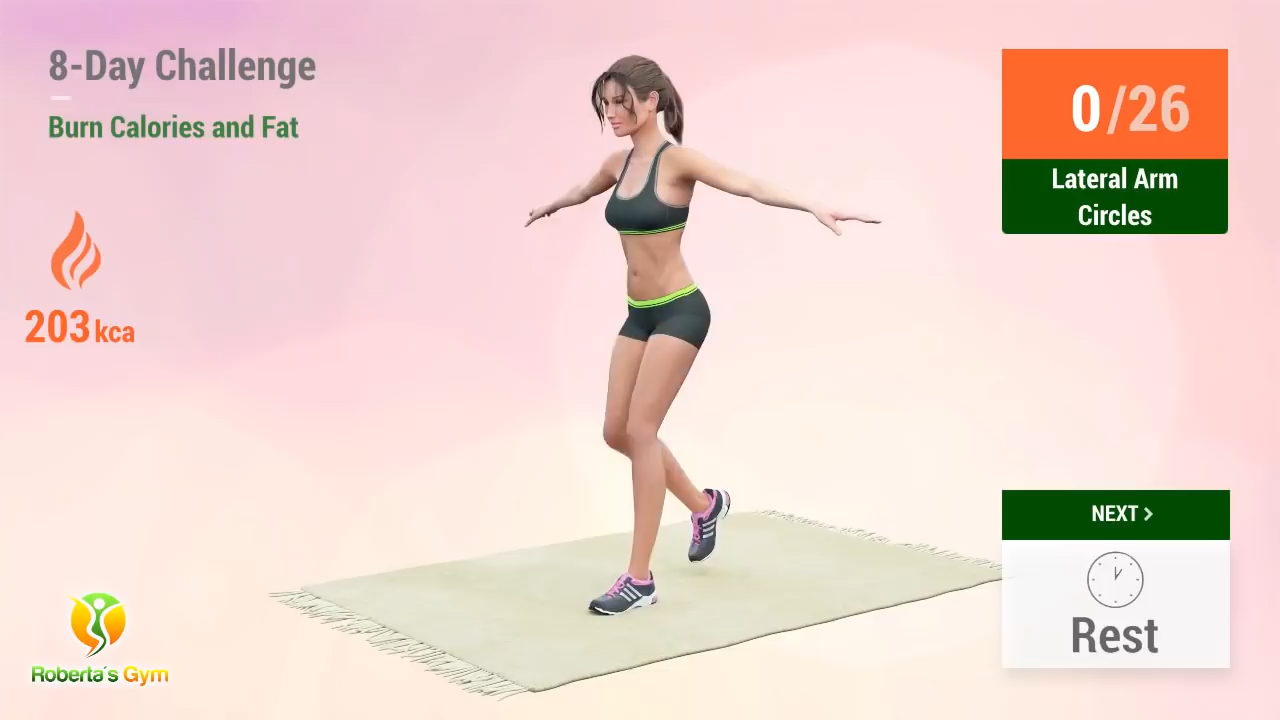 8-Day Challenge
Burn Calories and Fat
203 kca
0/26
Lateral Arm
Circles
NEXT >
Rest
Roberta´s Gym